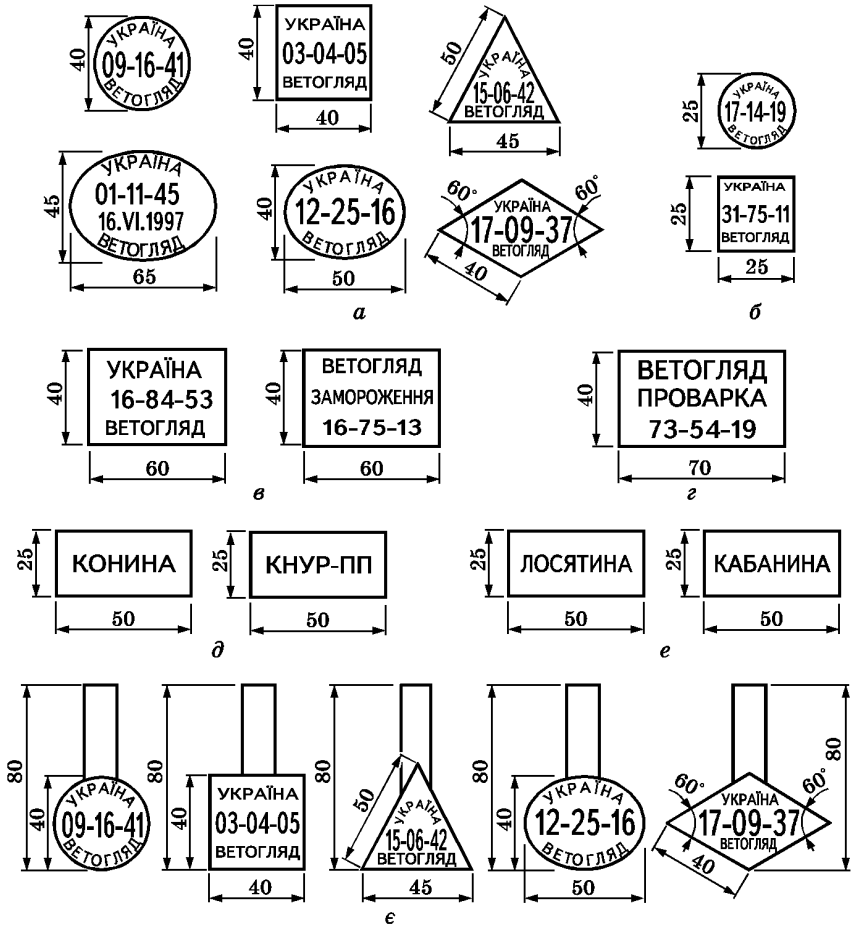 40
УКРАЇНА
09-16-41
ВЕТОГЛЯД
40
УКРАЇНА
03-04-05
ВЕТОГЛЯД
40
50
УКРАЇНА
15-06-42
ВЕТОГЛЯД
45
25
УКРАЇНА
17-14-19
ВЕТОГЛЯД
45
УКРАЇНА
01-11-45
16.VI.1997
ВЕТОГЛЯД
65
40
УКРАЇНА
12-25-16
ВЕТОГЛЯД
50
60°
60°
УКРАЇНА
17-09-37
ВЕТОГЛЯД
40
25
УКРАЇНА
31-75-11
ВЕТОГЛЯД
25
а
б
40
УКРАЇНА
16-84-53
ВЕТОГЛЯД
60
40
ВЕТОГЛЯД
ЗАМОРОЖЕННЯ
16-75-13
60
40
ВЕТОГЛЯД
ПРОВАРКА
73-54-19
70
в
г
25
КОНИНА
50
25
КНУР-ПП
50
25
ЛОСЯТИНА
50
25
КАБАНИНА
50
д
е
80
40
УКРАЇНА
09-16-41
ВЕТОГЛЯД
80
40
УКРАЇНА
03-04-05
ВЕТОГЛЯД
40
80
50
УКРАЇНА
15-06-42
ВЕТОГЛЯД
45
80
40
УКРАЇНА
12-25-16
ВЕТОГЛЯД
50
80
60°
60°
УКРАЇНА
17-09-37
ВЕТОГЛЯД
40
є